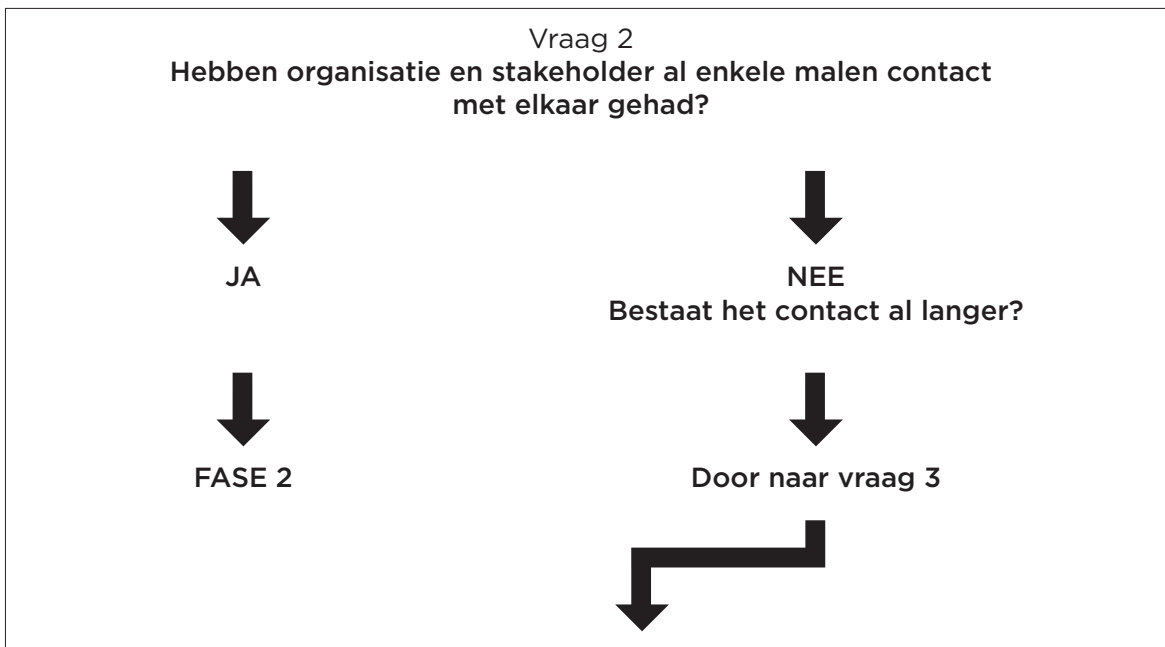 Vraag 2
Hebben organisatie en stakeholder al enkele malen contact
met elkaar gehad?
JA
NEE
Bestaat het contact al langer?
FASE 2
Door naar vraag 3